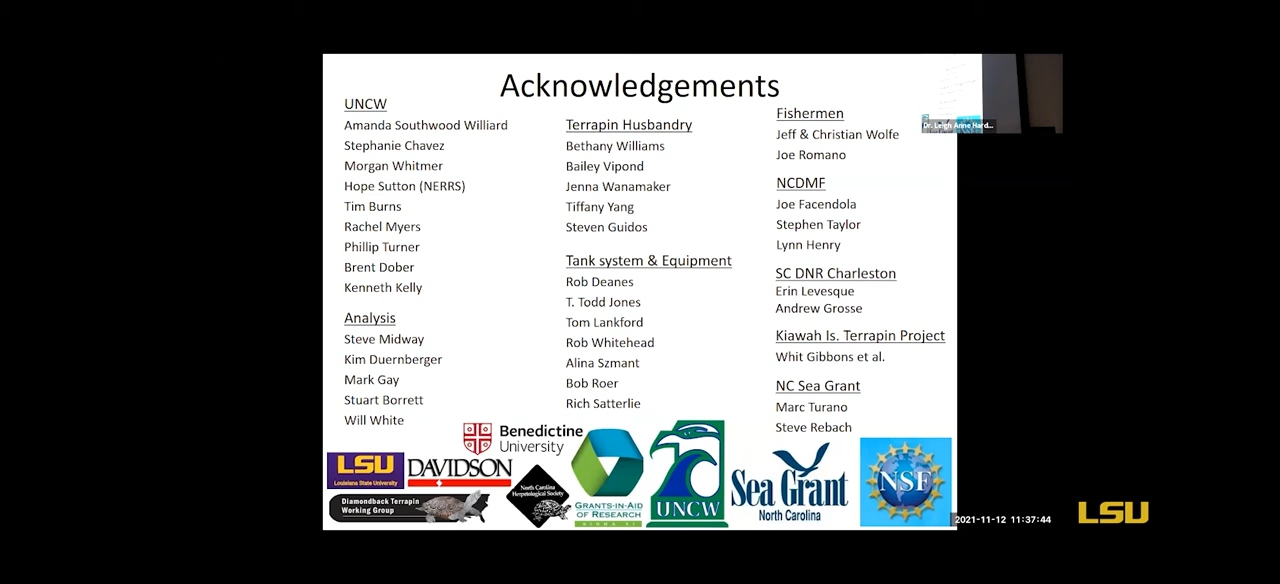 Acknowledgements
UNCW
Amanda Southwood Williard
Stephanie Chavez
Morgan Whitmer
Hope Sutton (NERRS)
Tim Burns
Rachel Myers
Phillip Turner
Brent Dober
Kenneth Kelly
Analysis
Steve Midway
Kim Duernberger
Mark Gay
Stuart Borrett
Will White
Terrapin Husbandry
Bethany Williams
Bailey Vipond
Jenna Wanamaker
Tiffany Yang
Steven Guidos
Tank system & Equipment
Rob Deanes
T. Todd Jones
Tom Lankford
Rob Whitehead
Alina Szmant
Bob Roer
Rich Satterlie
Fishermen
Jeff & Christian Wolfe
Joe Romano
NCDMF
Joe Facendola
Stephen Taylor
Lynn Henry
SC DNR Charleston
Erin Levesque
Andrew Grosse
Kiawah Is. Terrapin Project
Whit Gibbons et al.
NC Sea Grant
Marc Turano
Steve Rebach
Dr. Leigh Anne Hard...
Benedictine
University
LSU
Louisiana State University
DAVIDSON
Diamondback Terrapin
Working Group
North Carolina
Herpetological Society
GRANTS-IN-AID
OF RESEARCH
SIGMA XI
UNCW
Sea Grant
North Carolina
NSF
2021-11-12 11:37:44
LSU